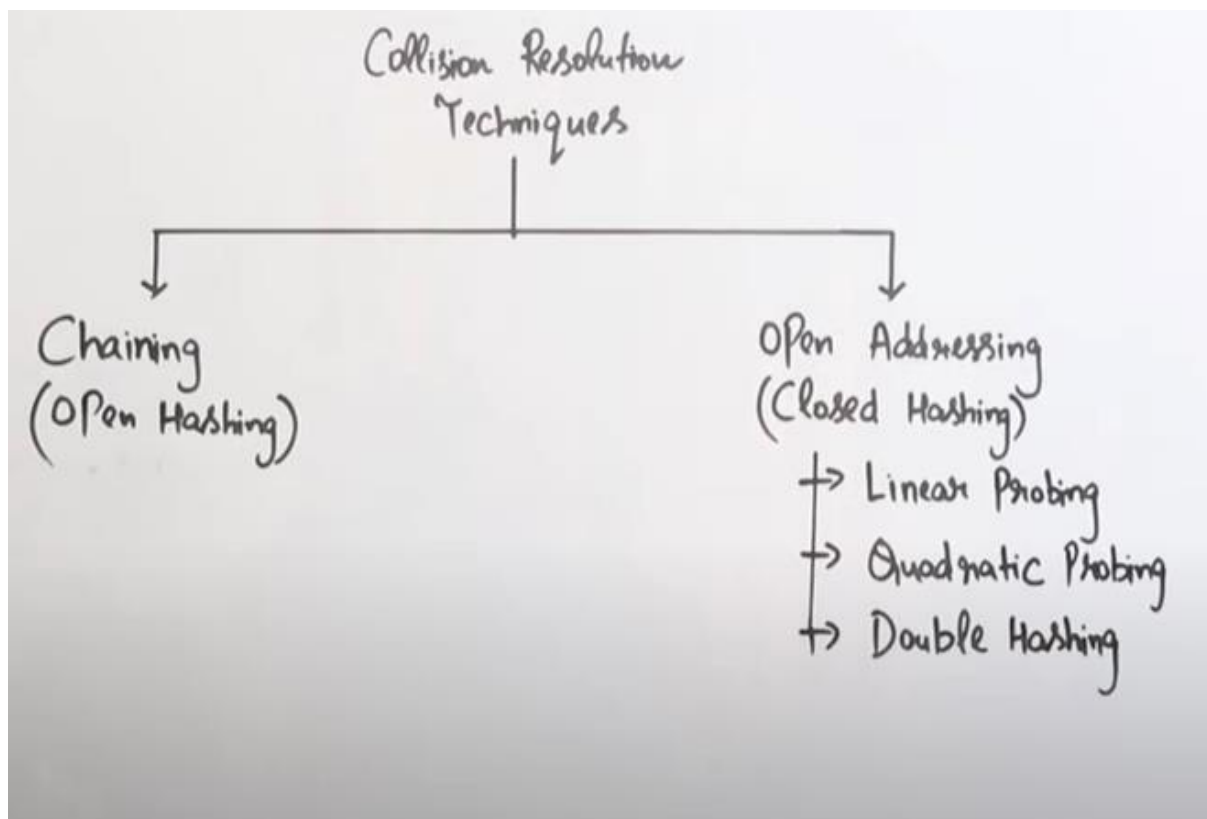 Collision Resolution
Techniques
Chaining
(Open Hashing)
Open Addressing
(Closed Hashing)
Linear Probing
Quadratic Probing
Double Hashing